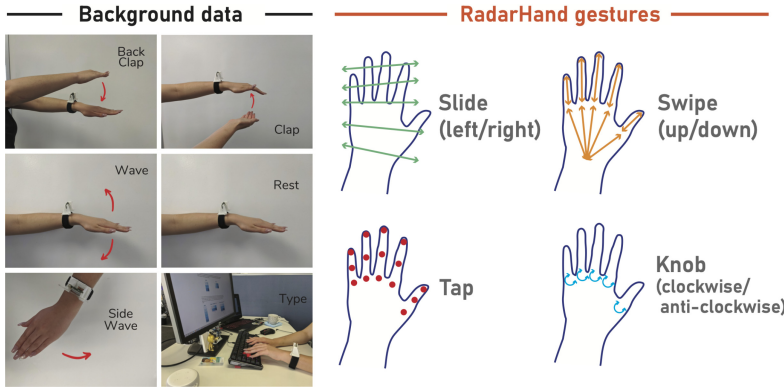 Background data
RadarHand gestures
Back
Clap
Clap
Wave
Rest
Side
Wave
Type
Slide
(left/right)
Swipe
(up/down)
Tap
Knob
(clockwise/
anti-clockwise)